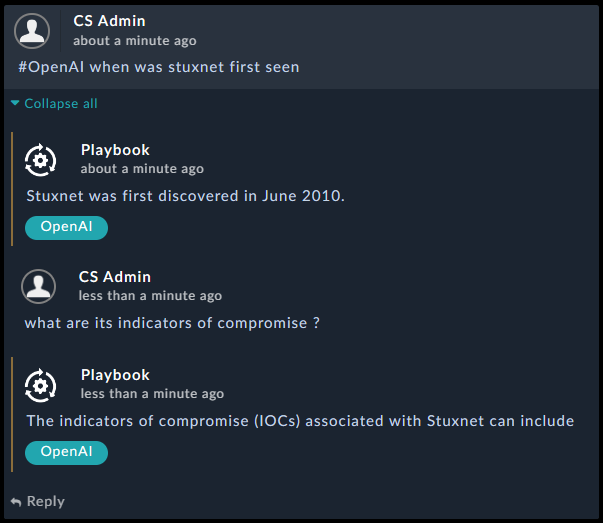 CS Admin
about a minute ago
#OpenAI when was stuxnet first seen
Collapse all
Playbook
about a minute ago
Stuxnet was first discovered in June 2010.
OpenAI
CS Admin
less than a minute ago
what are its indicators of compromise ?
Playbook
less than a minute ago
The indicators of compromise (IOCs) associated with Stuxnet can include
OpenAI
Reply